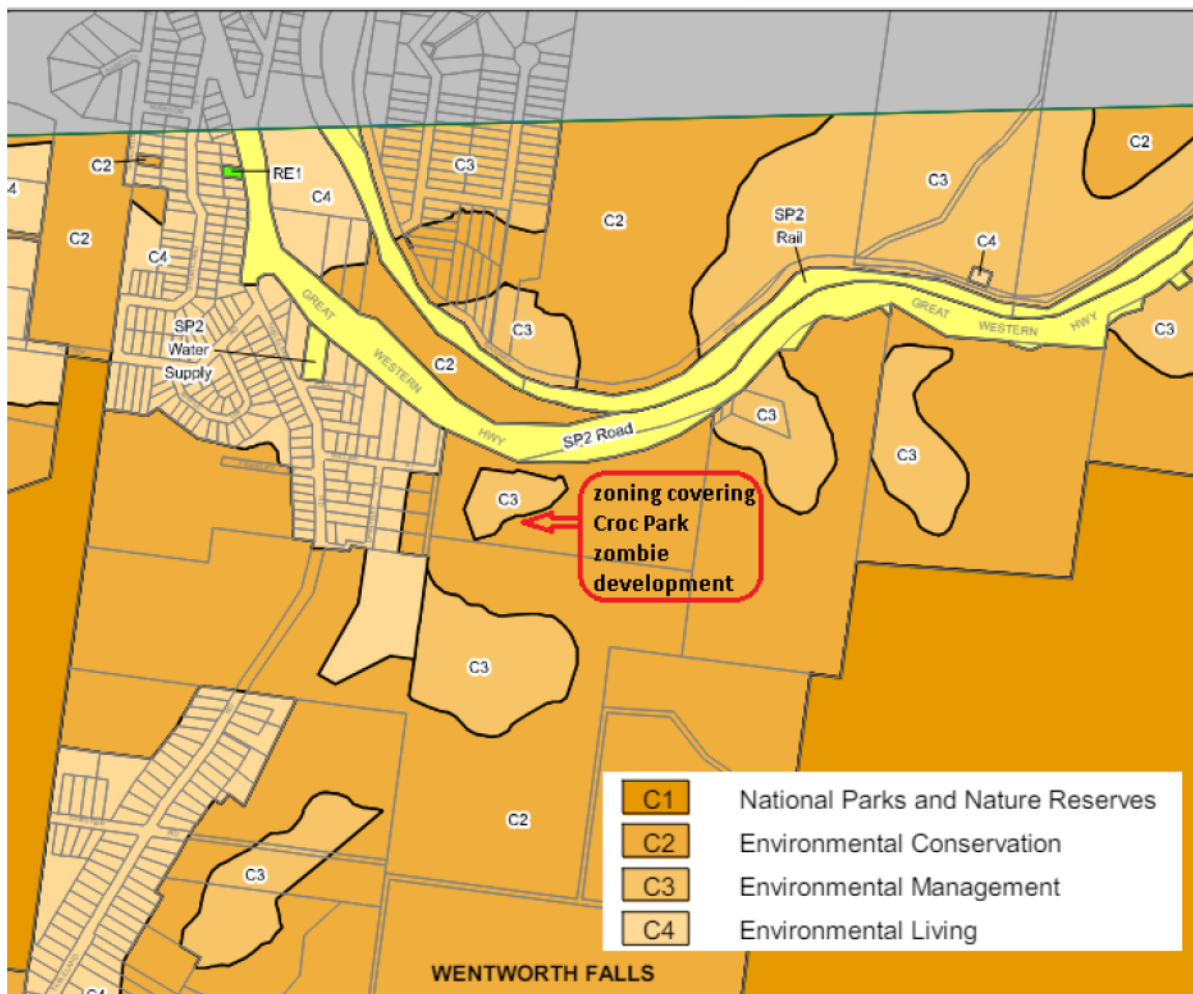 C2
RE1
C3
C4
C3
C2
4
C2
C2
SP2
Rail
C4
C4
GREAT
SP2
Water
Supply
WESTERN
C2
C3
GREAT
WESTERN
HWY
C3
HWY
SP2 Road
C3
C3
C3
zoning covering
Croc Park
zombie
development
C3
C2
C3
C1 National Parks and Nature Reserves
C2 Environmental Conservation
C3 Environmental Management
C4 Environmental Living
WENTWORTH FALLS
C4